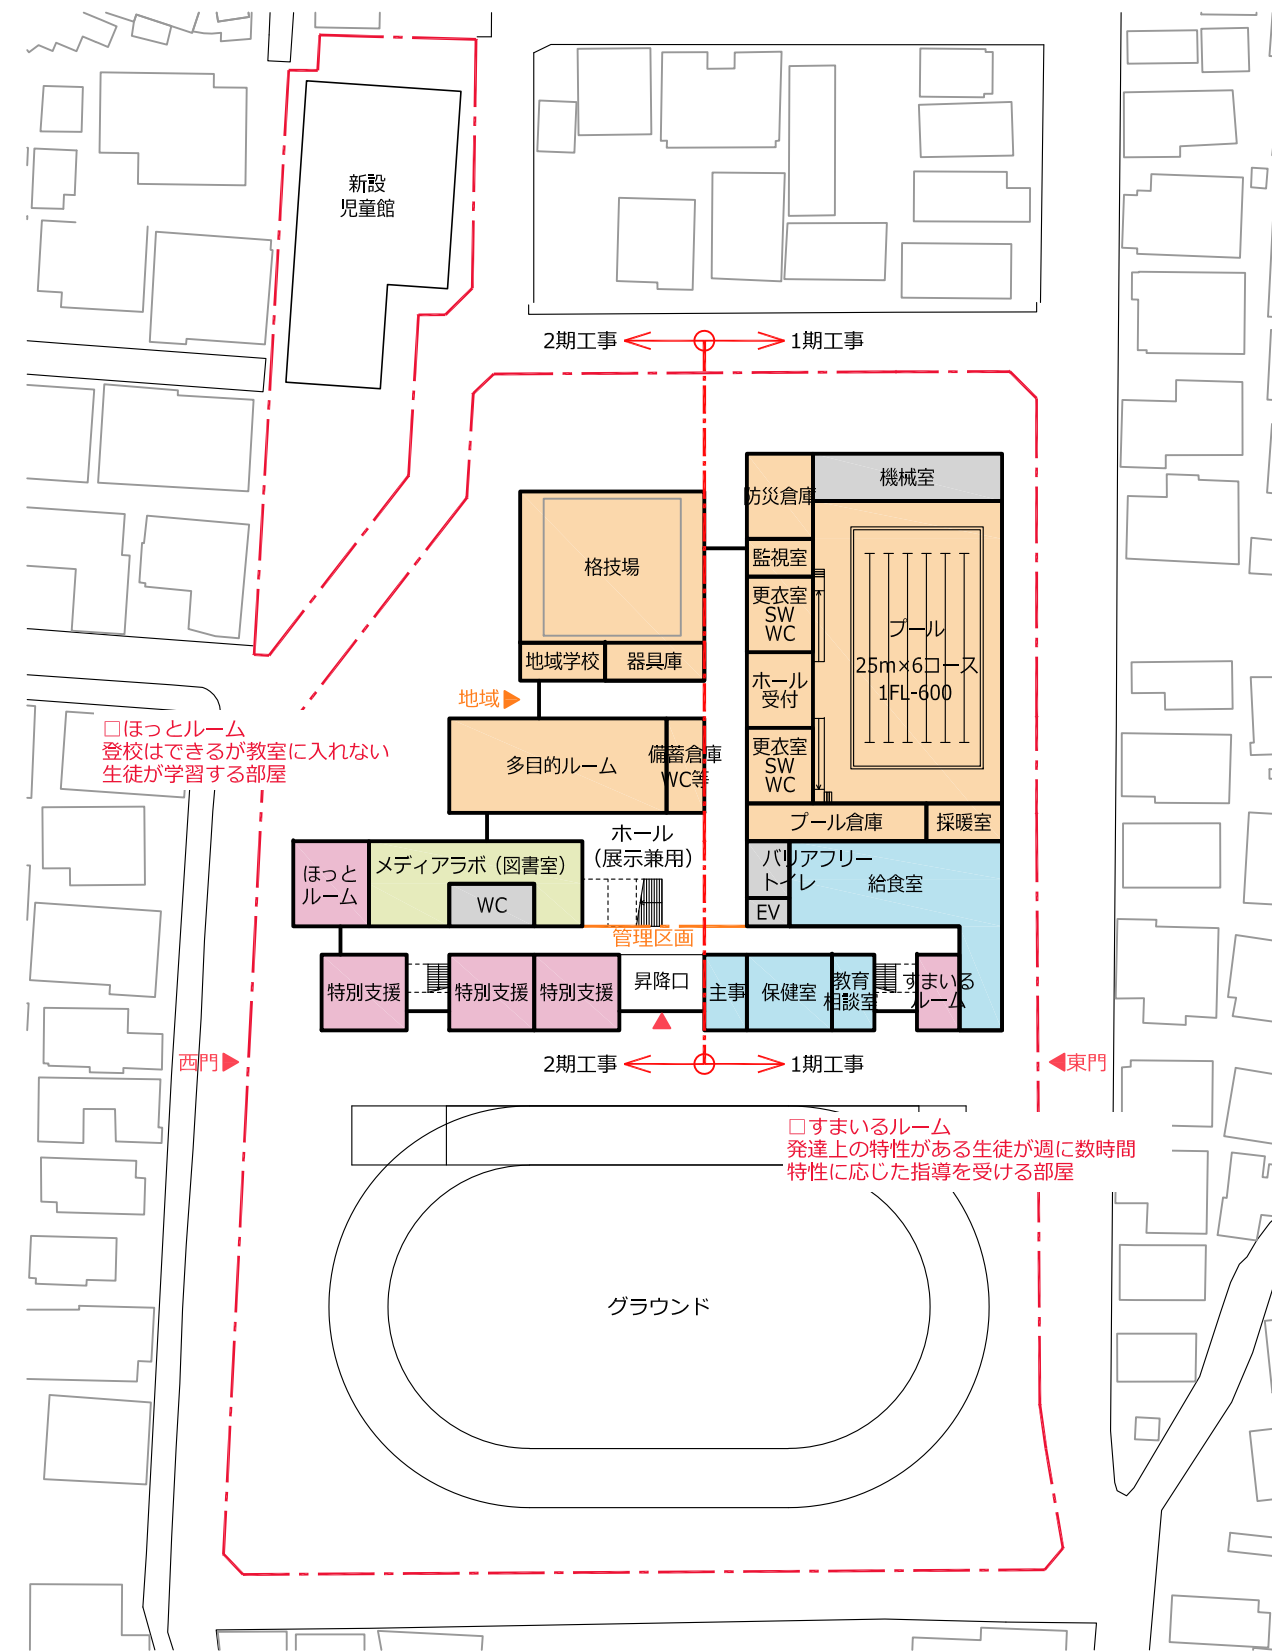 新設
児童館
2期工事
1期工事
防災倉庫
機械室
格技場
監視室
更衣室
SW
WC
プール
25m×6コース
1FL-600
地域学校
器具庫
ホール
受付
地域
□ほっとルーム
登校はできるが教室に入れない
生徒が学習する部屋
多目的ルーム
備蓄倉庫
WC等
更衣室
SW
WC
プール倉庫
採暖室
ホール
（展示兼用）
ほっと
ルーム
メディアラボ（図書室）
WC
バリアフリー
トイレ
給食室
EV
管理区画
特別支援
特別支援
特別支援
昇降口
主事
保健室
教育
相談室
すまいる
ルーム
西門
2期工事
1期工事
東門
□すまいるルーム
発達上の特性がある生徒が週に数時間
特性に応じた指導を受ける部屋
グラウンド